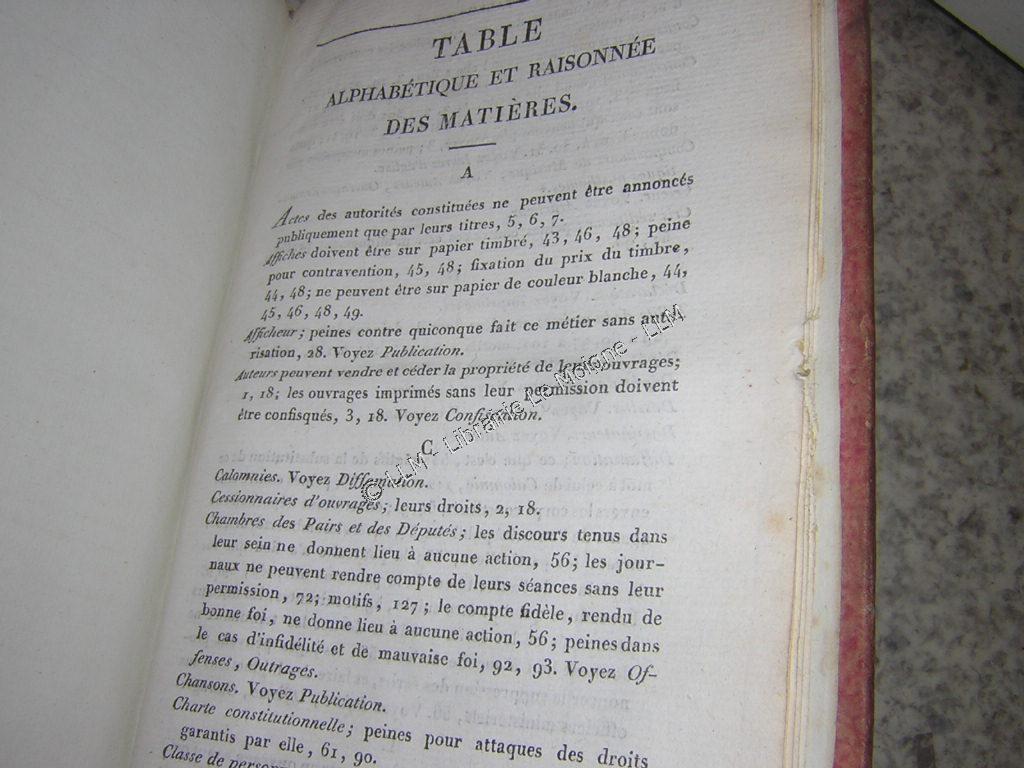 TABLE
ALPHABÉTIQUE ET RAISONNÉE
DES MATIÈRES.
A
Actes des autorités constituées ne peuvent être annoncés
publiquement que par leurs titres, 5, 6, 7.
Affiches doivent être sur papier timbré, 43, 46, 48; peine
pour contravention, 45, 48; fixation du prix du timbre,
44, 48; ne peuvent être sur papier de couleur blanche, 44,
45, 46, 48, 49.
Afficheur; peines contre quiconque fait ce métier sans auto-
risation, 28. Voyez Publication.
Auteurs peuvent vendre et céder la propriété de leurs ouvrages;
1, 18; les ouvrages imprimés sans leur permission doivent
être confisqués, 3, 18. Voyez Confiscation.
C
Calomnies. Voyez Diffamation.
Cessionnaires d'ouvrages; leurs droits, 2, 18.
Chambres des Pairs et des Députés; les discours tenus dans
leur sein ne donnent lieu à aucune action, 56; les jour-
naux ne peuvent rendre compte de leurs séances sans leur
permission, 72; motifs, 127; le compte fidèle, rendu de
bonne foi, ne donne lieu à aucune action, 56; peines dans
le cas d'infidélité et de mauvaise foi, 92, 93. Voyez Of-
fenses, Outrages.
Chansons. Voyez Publication.
Charte constitutionnelle; peines pour attaques des droits
garantis par elle, 61, 90.
Classe de
© LLM - Librairie Le Moigne - LLM